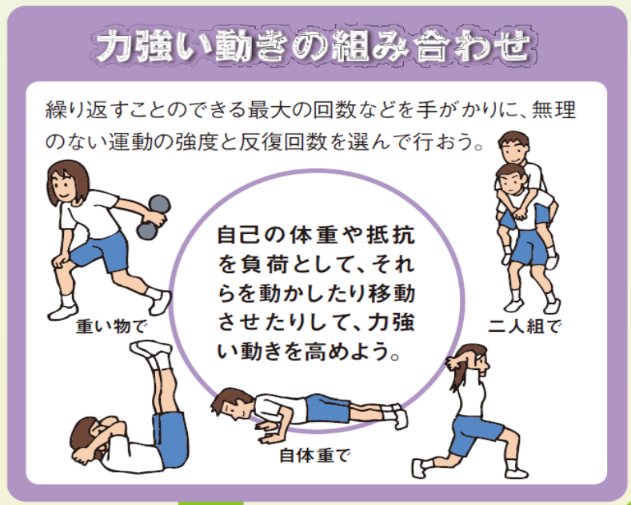 力強い動きの組み合わせ
繰り返すことのできる最大の回数などを手がかりに、無理
のない運動の強度と反復回数を選んで行おう。
自己の体重や抵抗
を負荷として、それ
らを動かしたり移動
させたりして、力強
い動きを高めよう。
重い物で
二人組で
自体重で